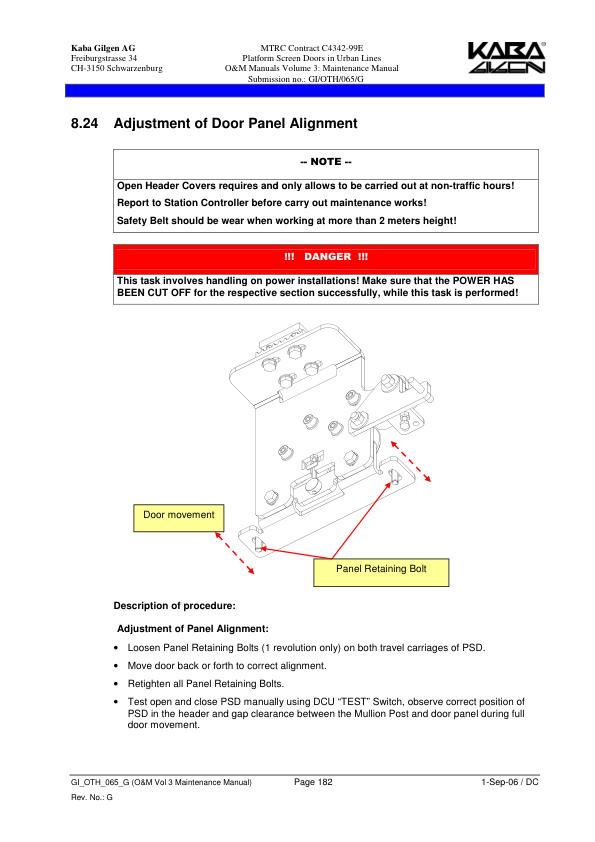 Kaba Gilgen AG
Freiburgstrasse 34
CH-3150 Schwarzenburg
MTRC Contract C4342-99E
Platform Screen Doors in Urban Lines
O&M Manuals Volume 3: Maintenance Manual
Submission no.: GI/OTH/065/G
KABA®
GILGEN
8.24 Adjustment of Door Panel Alignment
-- NOTE --
Open Header Covers requires and only allows to be carried out at non-traffic hours!
Report to Station Controller before carry out maintenance works!
Safety Belt should be wear when working at more than 2 meters height!
!!! DANGER !!!
This task involves handling on power installations! Make sure that the POWER HAS
BEEN CUT OFF for the respective section successfully, while this task is performed!
Door movement
Panel Retaining Bolt
Description of procedure:
Adjustment of Panel Alignment:
• Loosen Panel Retaining Bolts (1 revolution only) on both travel carriages of PSD.
• Move door back or forth to correct alignment.
• Retighten all Panel Retaining Bolts.
• Test open and close PSD manually using DCU “TEST” Switch, observe correct position of
PSD in the header and gap clearance between the Mullion Post and door panel during full
door movement.
GI_OTH_065_G (O&M Vol 3 Maintenance Manual)
Page 182
1-Sep-06 / DC
Rev. No.: G